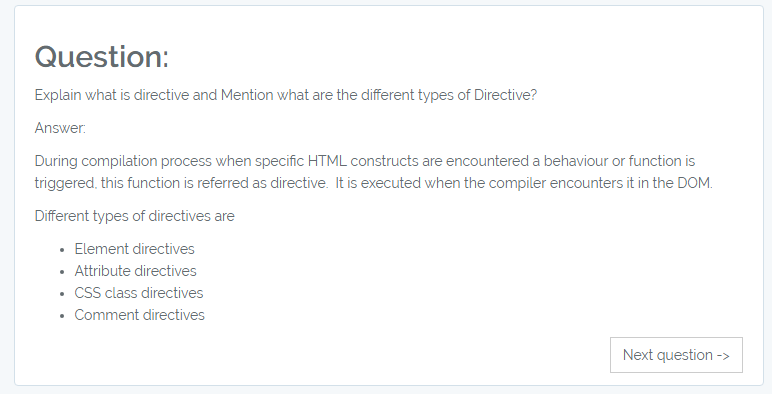 Question:
Explain what is directive and Mention what are the different types of Directive?
Answer:
During compilation process when specific HTML constructs are encountered a behaviour or function is
triggered, this function is referred as directive.  It is executed when the compiler encounters it in the DOM.
Different types of directives are
• Element directives
• Attribute directives
• CSS class directives
• Comment directives
Next question ->